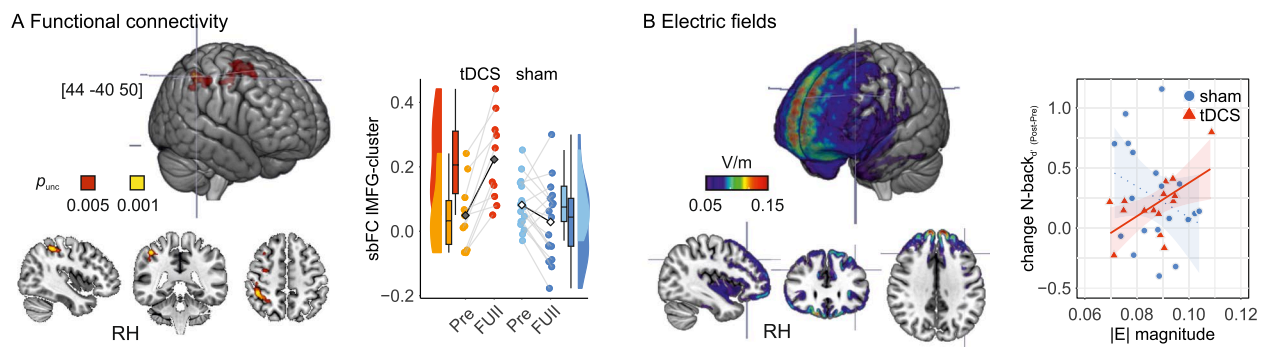 A Functional connectivity
[44 -40 50]
p unc
0.005 0.001
RH
tDCS sham
sbFC lMFG-cluster
0.4
0.2
0.0
−0.2
Pre FUII Pre FUII
B Electric fields
V/m
0.05 0.15
RH
change N-back d' (Post-Pre)
1.0
0.5
0.0
−0.5
sham
tDCS
0.06 0.08 0.10 0.12
|E| magnitude